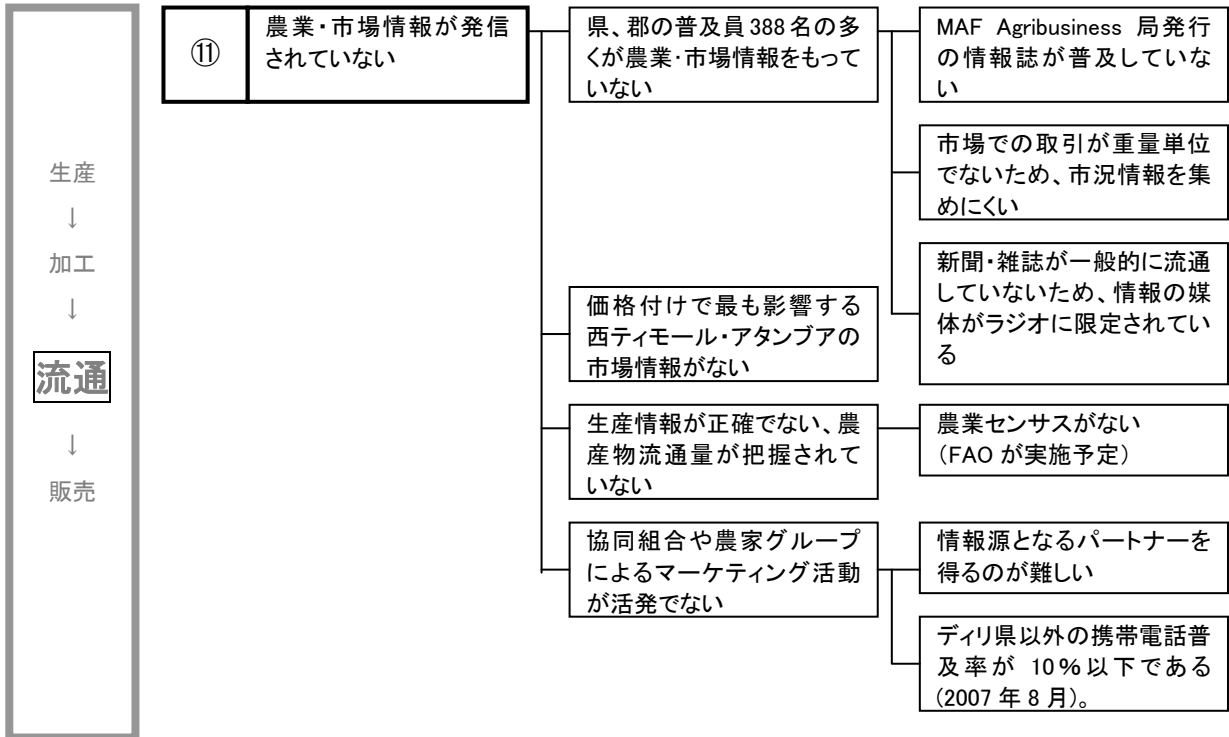 生産
↓
加工
↓
流通
↓
販売
⑪
農業・市場情報が発信
されていない
県、郡の普及員388名の多
くが農業・市場情報をもって
いない
MAF Agribusiness 局発行
の情報誌が普及していな
い
市場での取引が重量単位
でないため、市況情報を集
めにくい
新聞・雑誌が一般的に流通
していないため、情報の媒
体がラジオに限定されてい
る
価格付けで最も影響する
西ティモール・アタンブアの
市場情報がない
生産情報が正確でない、農
産物流通量が把握されて
いない
農業センサスがない
（FAO が実施予定）
協同組合や農家グループ
によるマーケティング活動
が活発でない
情報源となるパートナーを
得るのが難しい
ディリ県以外の携帯電話普
及率が 10％以下である
(2007 年 8 月)。